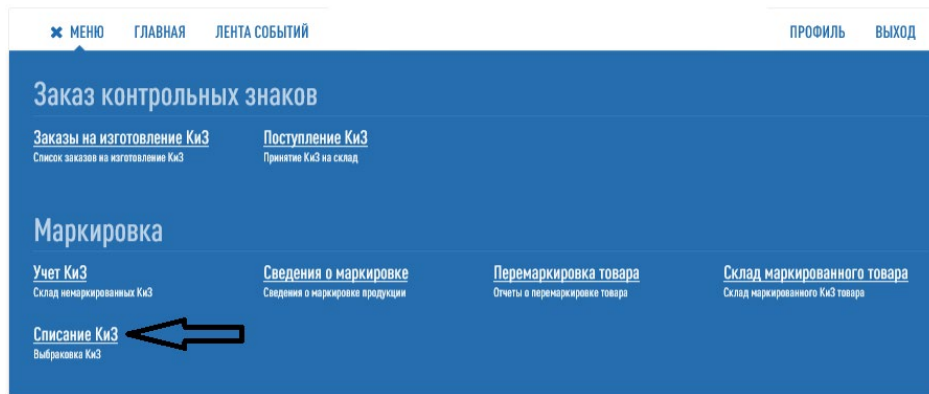 ✖ МЕНЮ ГЛАВНАЯ ЛЕНТА СОБЫТИЙ ПРОФИЛЬ ВЫХОД
Заказ контрольных знаков
Заказы на изготовление КиЗ Поступление КиЗ
Список заказов на изготовление КиЗ Принятие КиЗ на склад
Маркировка
Учет КиЗ Сведения о маркировке Перемаркировка товара Склад маркированного товара
Склад немаркированных КиЗ Сведения о маркировке продукции Отчеты о перемаркировке товара Склад маркированного КиЗ товара
Списание КиЗ
Выбраковка КиЗ